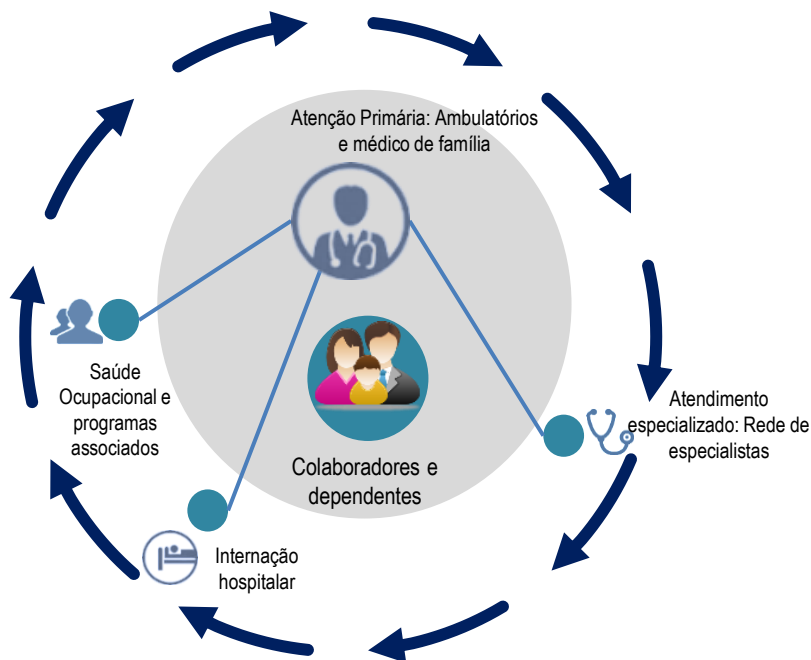 Atenção Primária: Ambulatórios
e médico de família
Saúde
Ocupacional e
programas
associados
Colaboradores e
dependentes
Atendimento
especializado: Rede de
especialistas
Internação
hospitalar